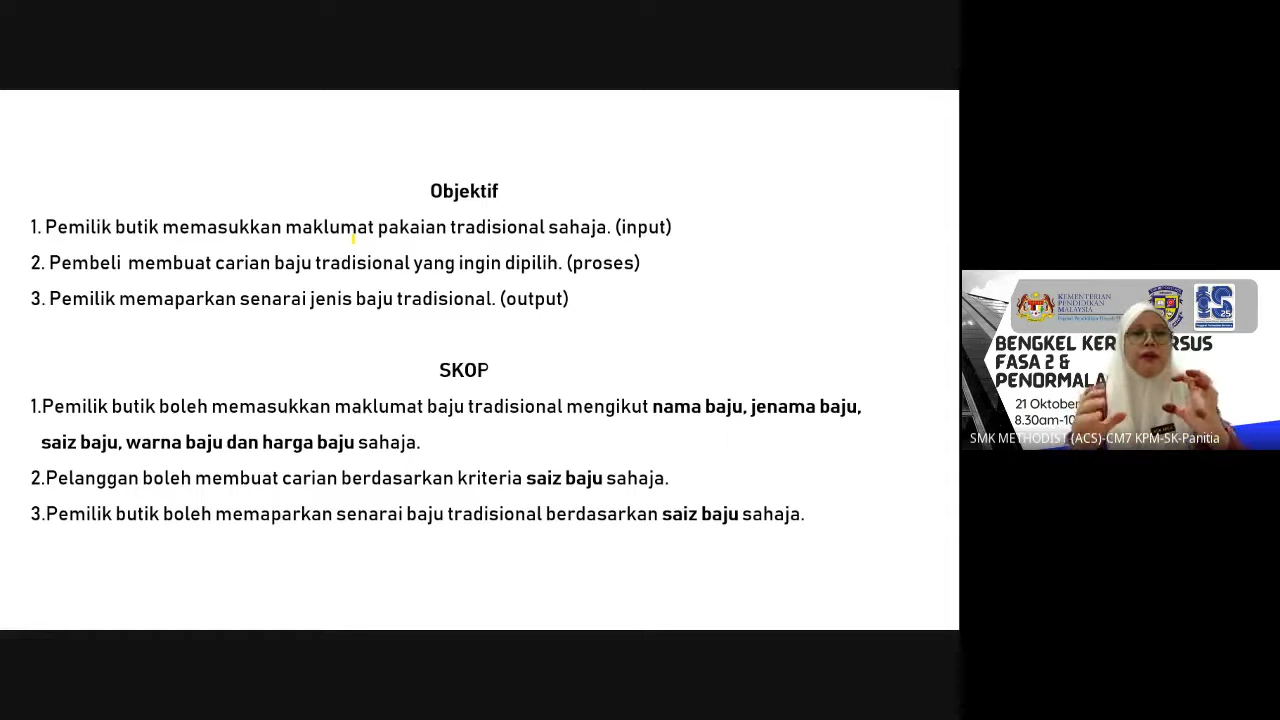 Objektif
1. Pemilik butik memasukkan maklumat pakaian tradisional sahaja. (input)
2. Pembeli membuat carian baju tradisional yang ingin dipilih. (proses)
3. Pemilik memaparkan senarai jenis baju tradisional. (output)
SKOP
1.Pemilik butik boleh memasukkan maklumat baju tradisional mengikut nama baju, jenama baju,
saiz baju, warna baju dan harga baju sahaja.
2.Pelanggan boleh membuat carian berdasarkan kriteria saiz baju sahaja.
3.Pemilik butik boleh memaparkan senarai baju tradisional berdasarkan saiz baju sahaja.
KEMENTERIAN
PENDIDIKAN
MALAYSIA
25
BENGKEL KER RSUS
FASA 2 &
PENORMALA
21 Oktober
8.30am-10
SMK METHODIST (ACS)-CM7 KPM-SK-Panitia